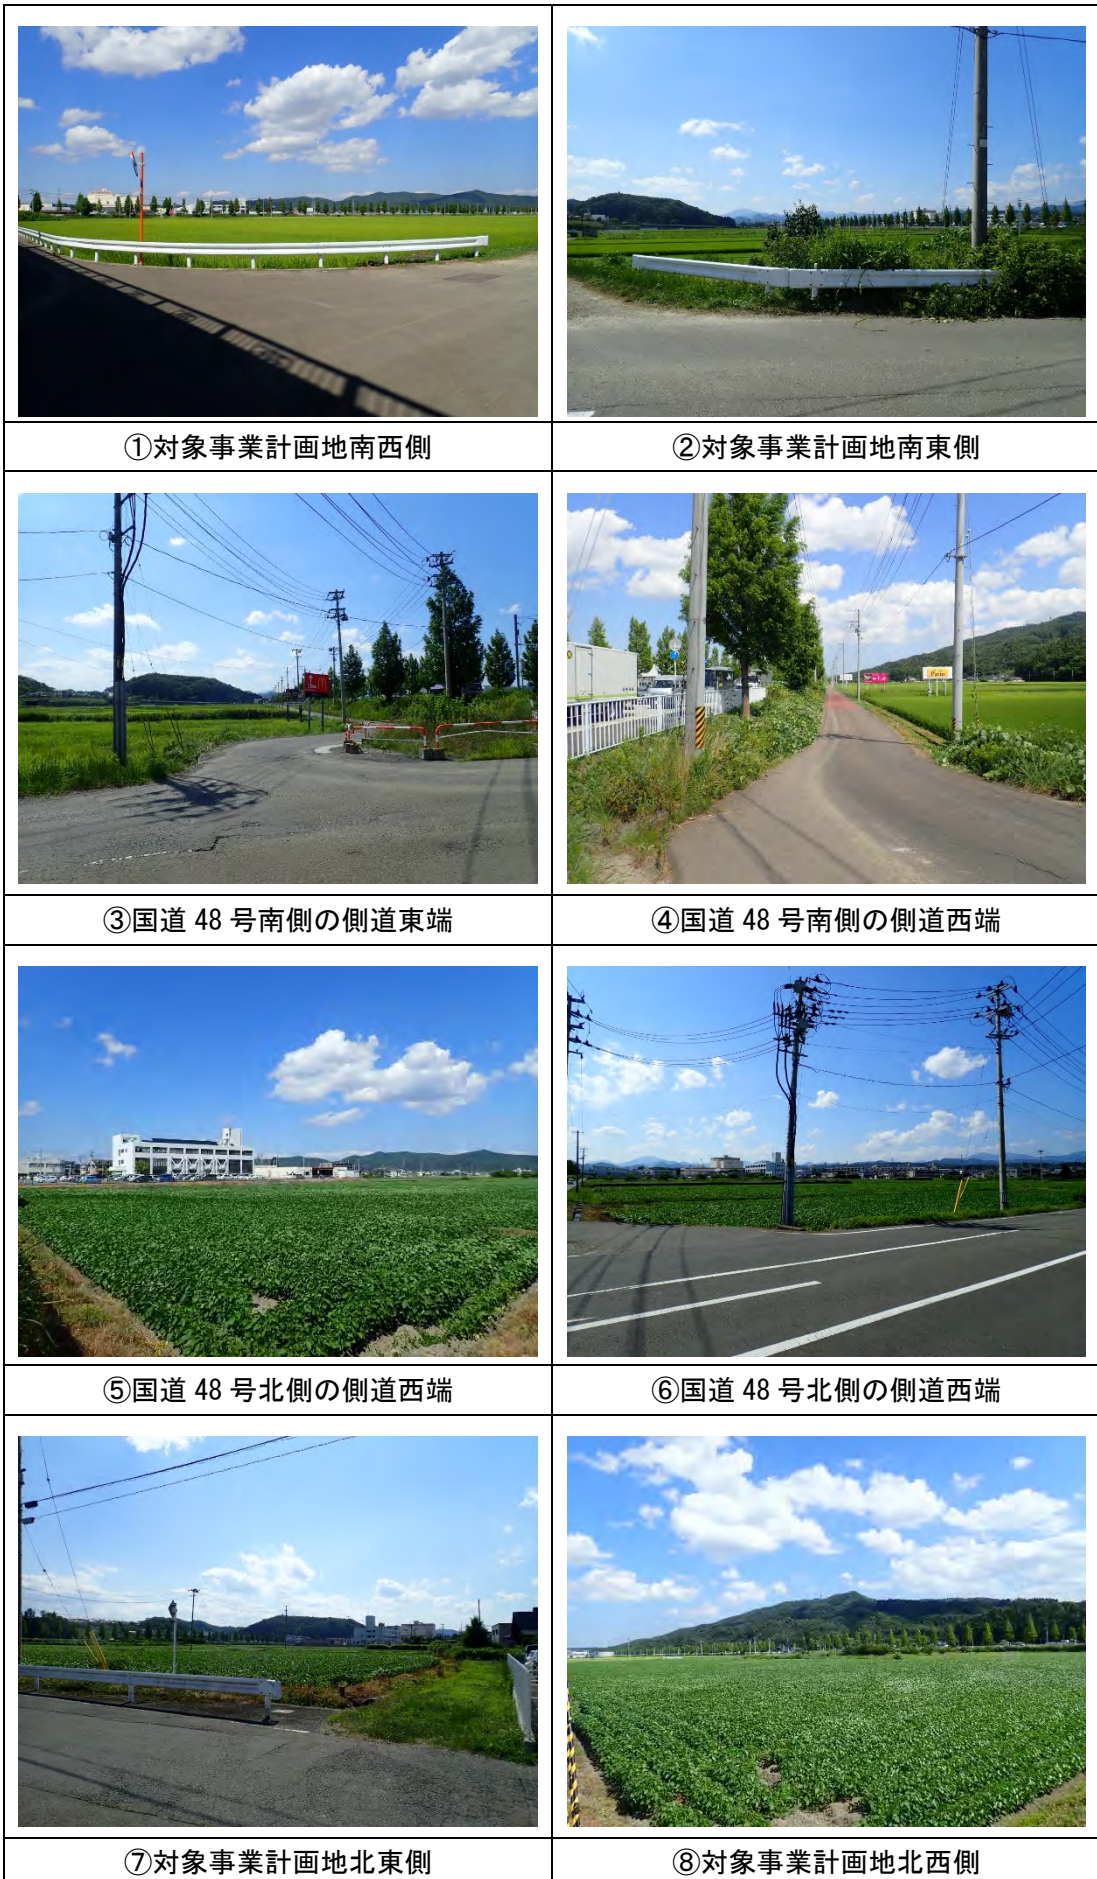 ①対象事業計画地南西側
②対象事業計画地南東側
③国道 48 号南側の側道東端
④国道 48 号南側の側道西端
⑤国道 48 号北側の側道西端
⑥国道 48 号北側の側道西端
⑦対象事業計画地北東側
⑧対象事業計画地北西側